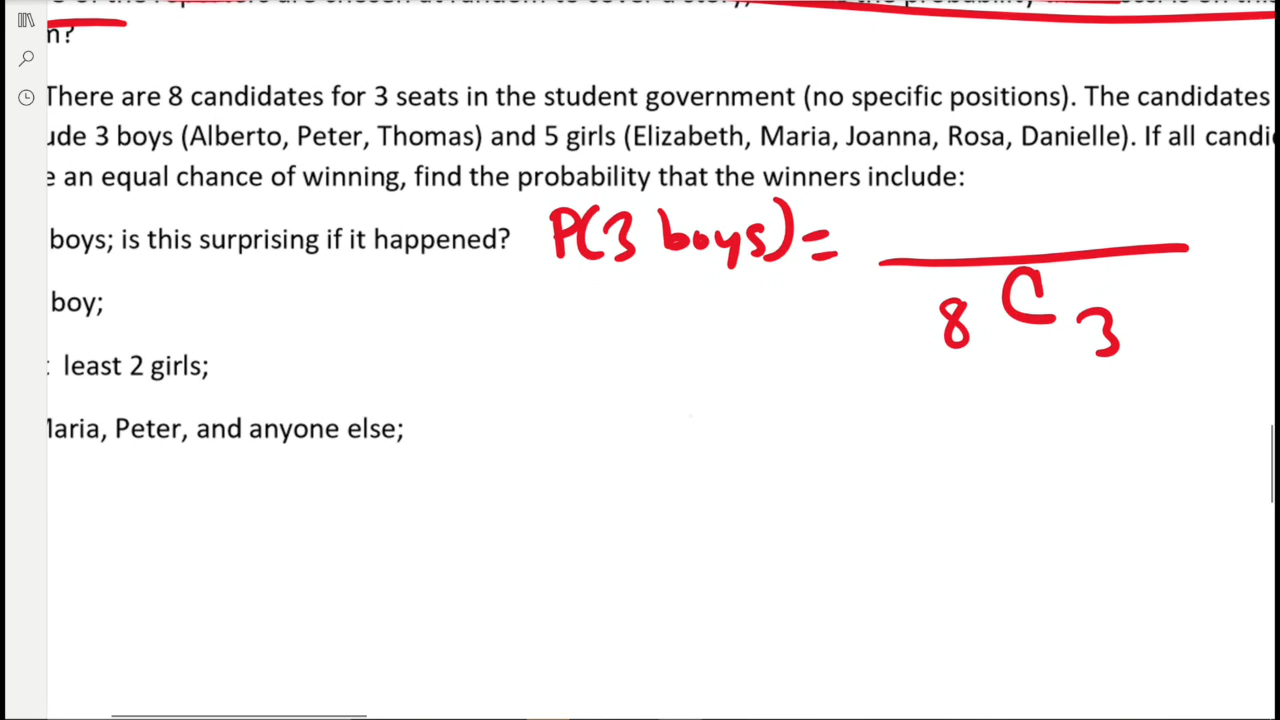 m?
There are 8 candidates for 3 seats in the student government (no specific positions). The candidates
ude 3 boys (Alberto, Peter, Thomas) and 5 girls (Elizabeth, Maria, Joanna, Rosa, Danielle). If all candi
e an equal chance of winning, find the probability that the winners include:
boys; is this surprising if it happened? P(3 boys) =
8 C 3
boy;
least 2 girls;
Maria, Peter, and anyone else;